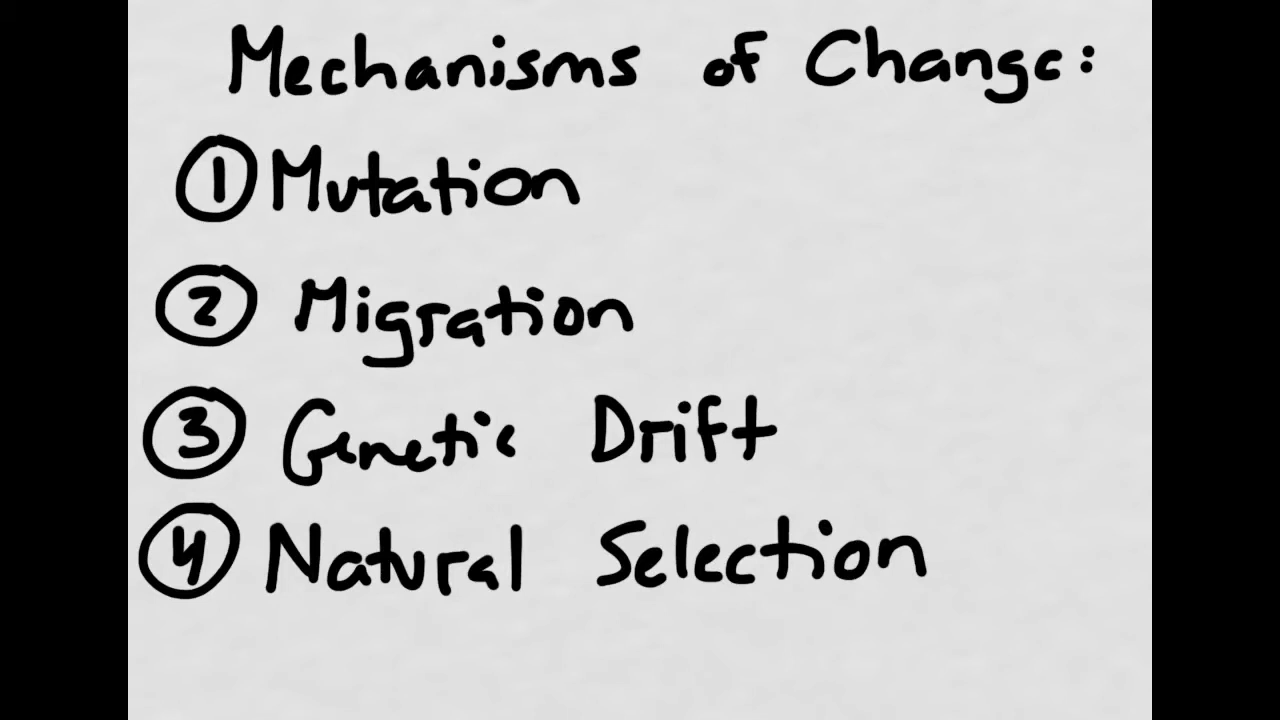 Mechanisms of Change:
① Mutation
② Migration
③ Genetic Drift
④ Natural Selection